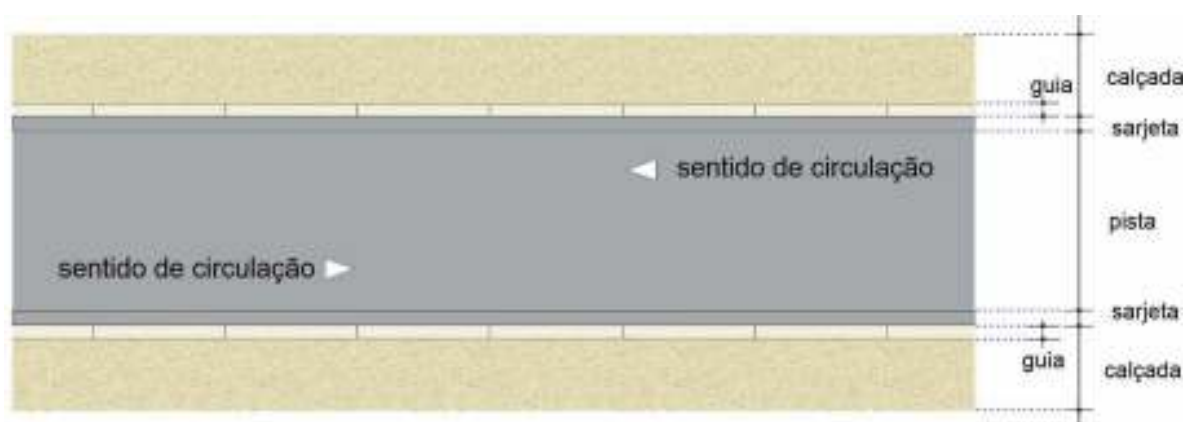 guia
calçada
sarjeta
sentido de circulação
pista
sentido de circulação
sarjeta
guia
calçada